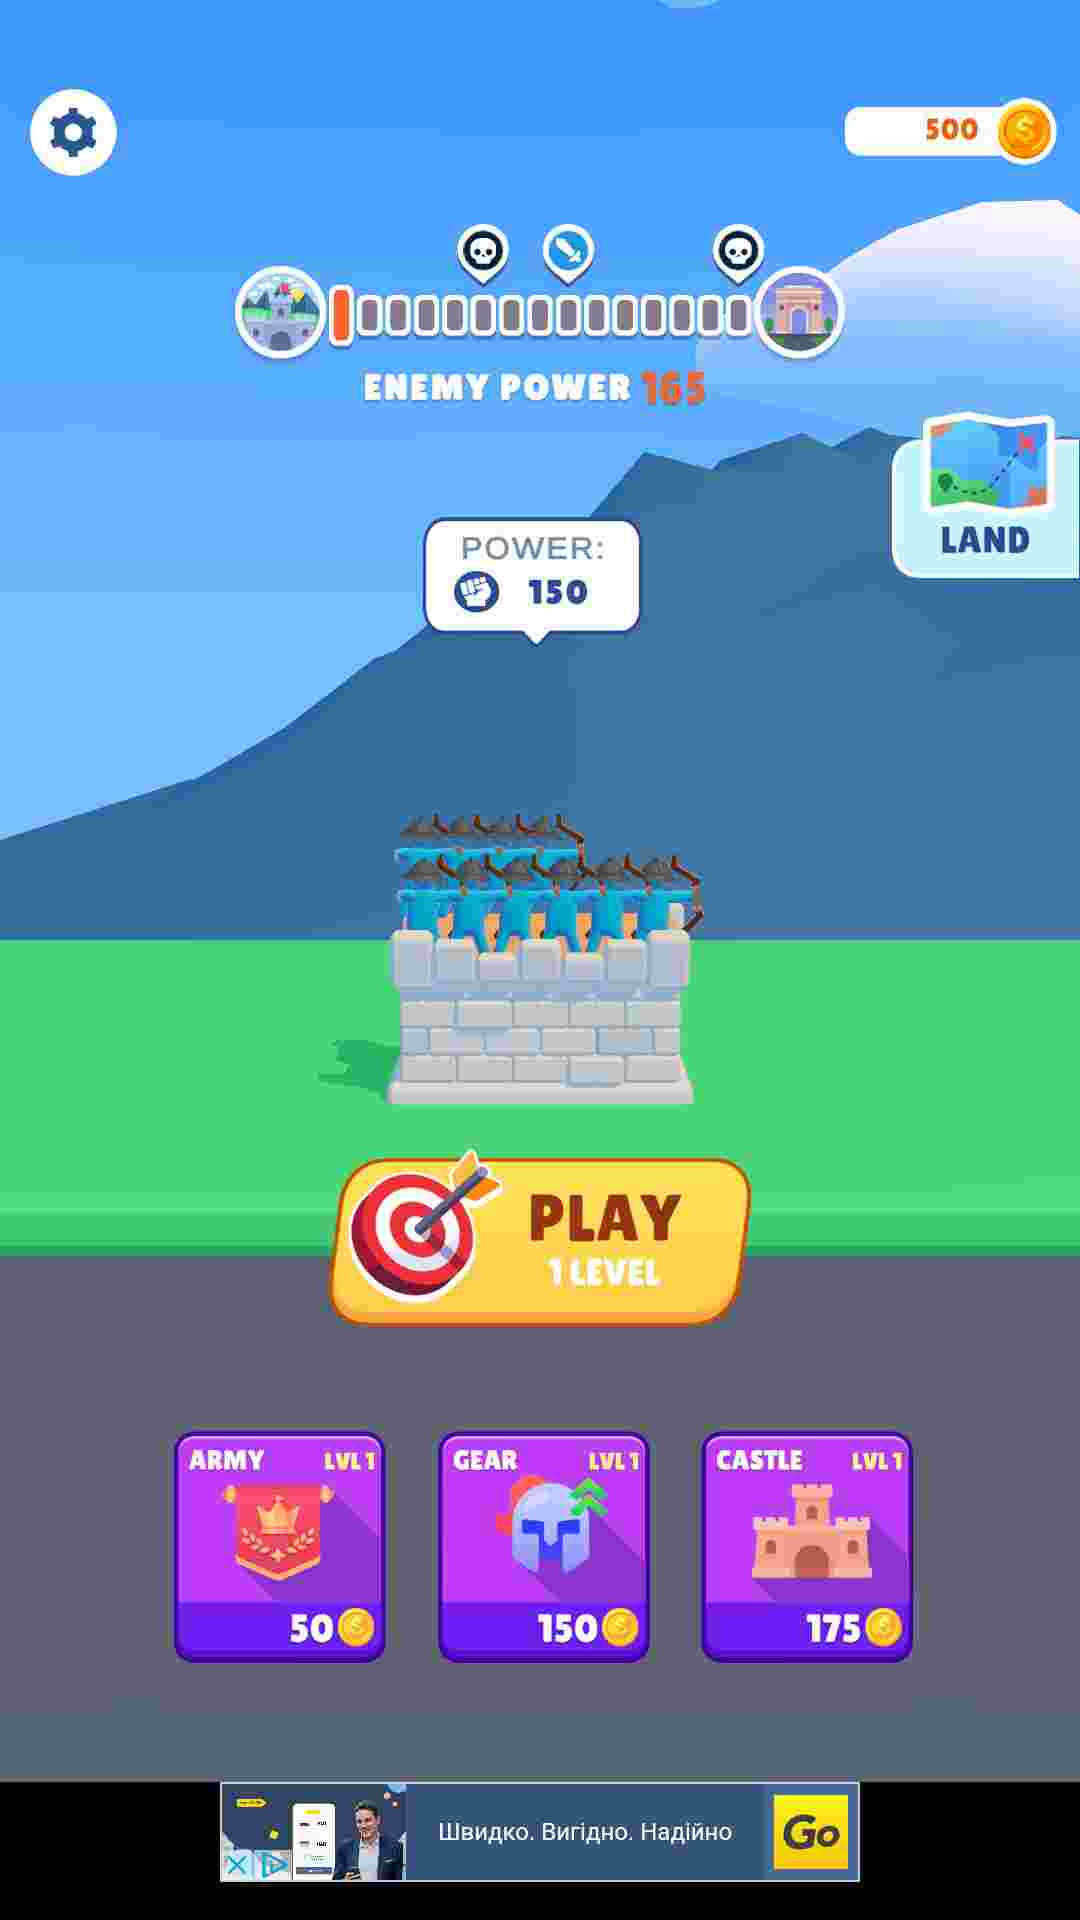 500
ENEMY POWER 165
LAND
POWER:
150
PLAY
1 LEVEL
ARMY LVL 1
50
GEAR LVL 1
150
CASTLE LVL 1
175
Швидко. Вигідно. Надійно
Go